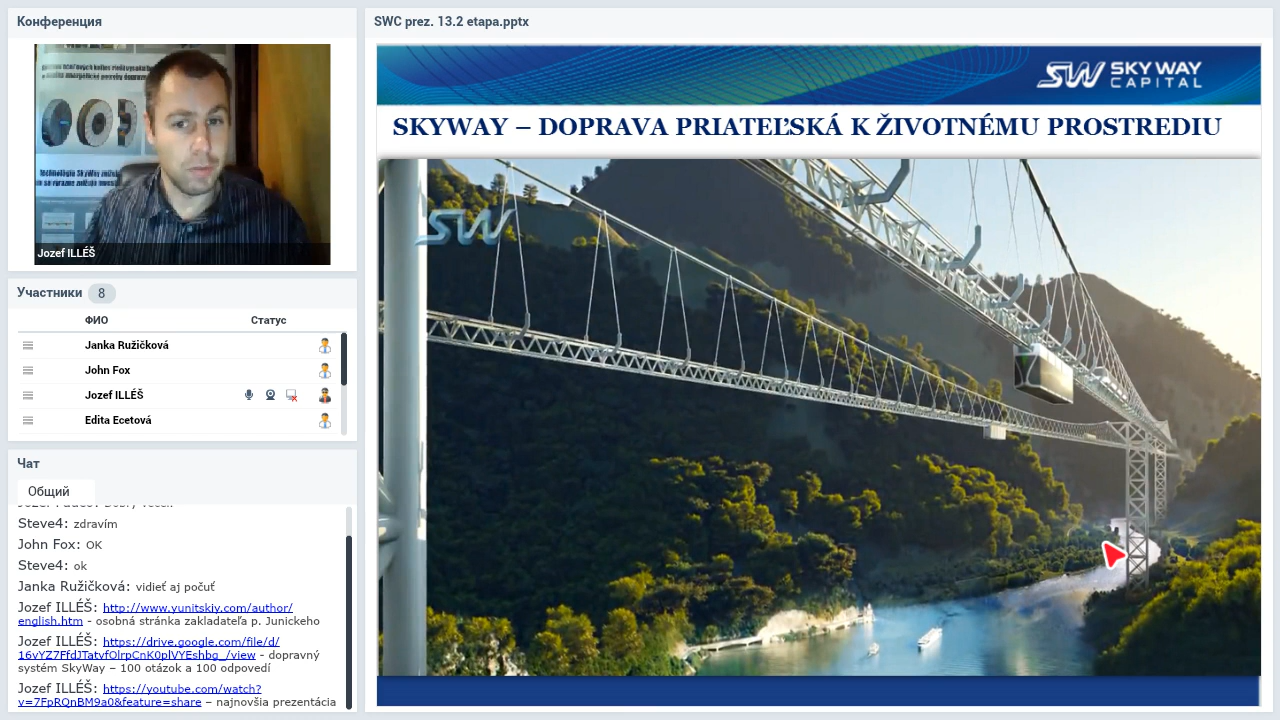 Конференция
Jozef ILLÉŠ
Участники 8
ФИО Статус
Janka Ružičková
John Fox
Jozef ILLÉŠ
Edita Ecetová
Чат
Общий
Steve4: zdravím
John Fox: OK
Steve4: ok
Janka Ružičková: vidieť aj počuť
Jozef ILLÉŠ: http://www.yunitskiy.com/author/
english.htm - osobná stránka zakladateľa p. Junickeho
Jozef ILLÉŠ: https://drive.google.com/file/d/
16vYZ7FfdJTatvfOlrpCnK0plVYEshbg_/view - dopravný
systém SkyWay – 100 otázok a 100 odpovedí
Jozef ILLÉŠ: https://youtube.com/watch?
v=7FpRQnBM9a0&feature=share – najnovšia prezentácia
SWC prez. 13.2 etapa.pptx
SW SKY WAY
CAPITAL
SKYWAY – DOPRAVA PRIATEĽSKÁ K ŽIVOTNÉMU PROSTREDIU
SW